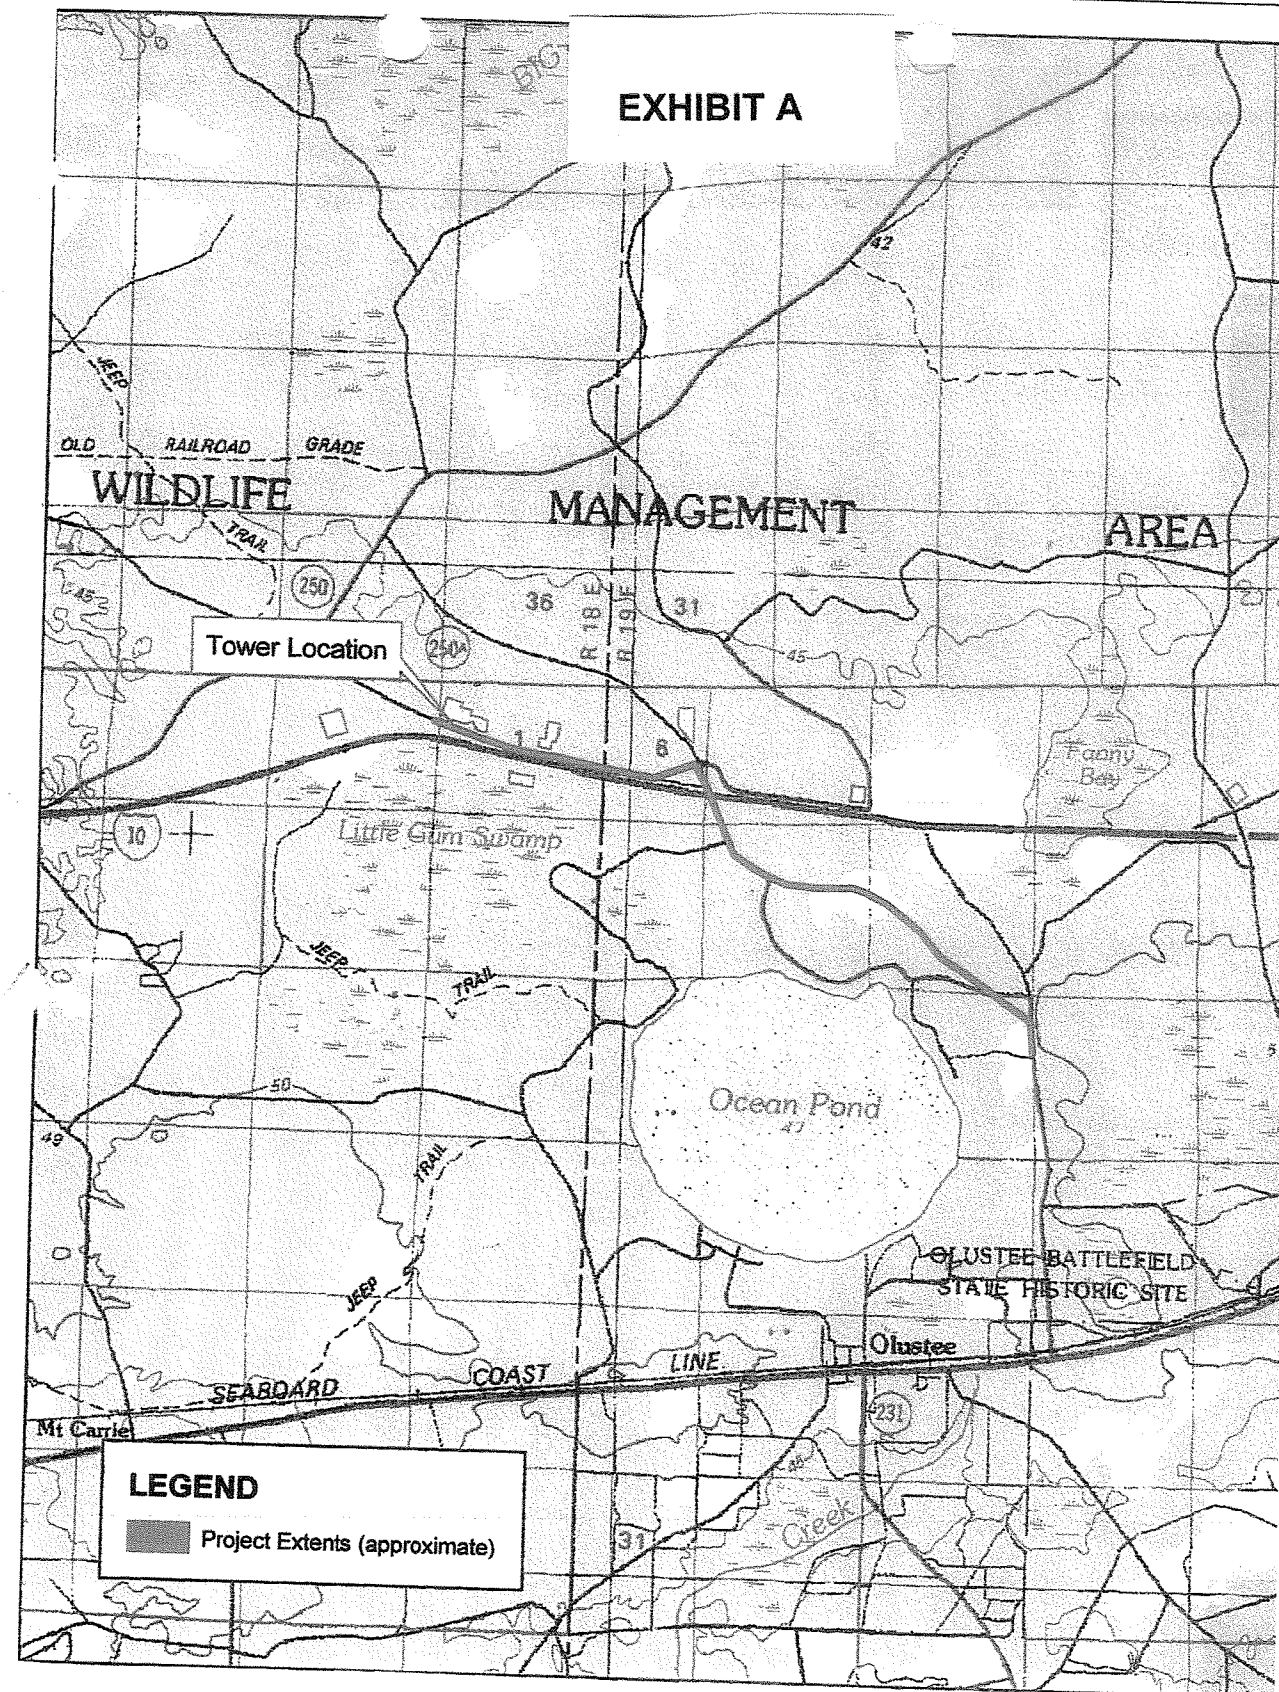 BIG
EXHIBIT A
42
JEEP
OLD RAILROAD GRADE
WILDLIFE MANAGEMENT AREA
TRAIL
250
45
36
R 18 E
R 19 E
31
Tower Location
250A
45
1
6
Fanny
Bay
10
Little Gum Swamp
JEEP TRAIL
50
Ocean Pond
47
49
TRAIL
JEEP
OLUSTEE BATTLEFIELD
STATE HISTORIC SITE
Olustee
SEABOARD COAST LINE
231
Mt Carrie
LEGEND
Project Extents (approximate)
31
Creek